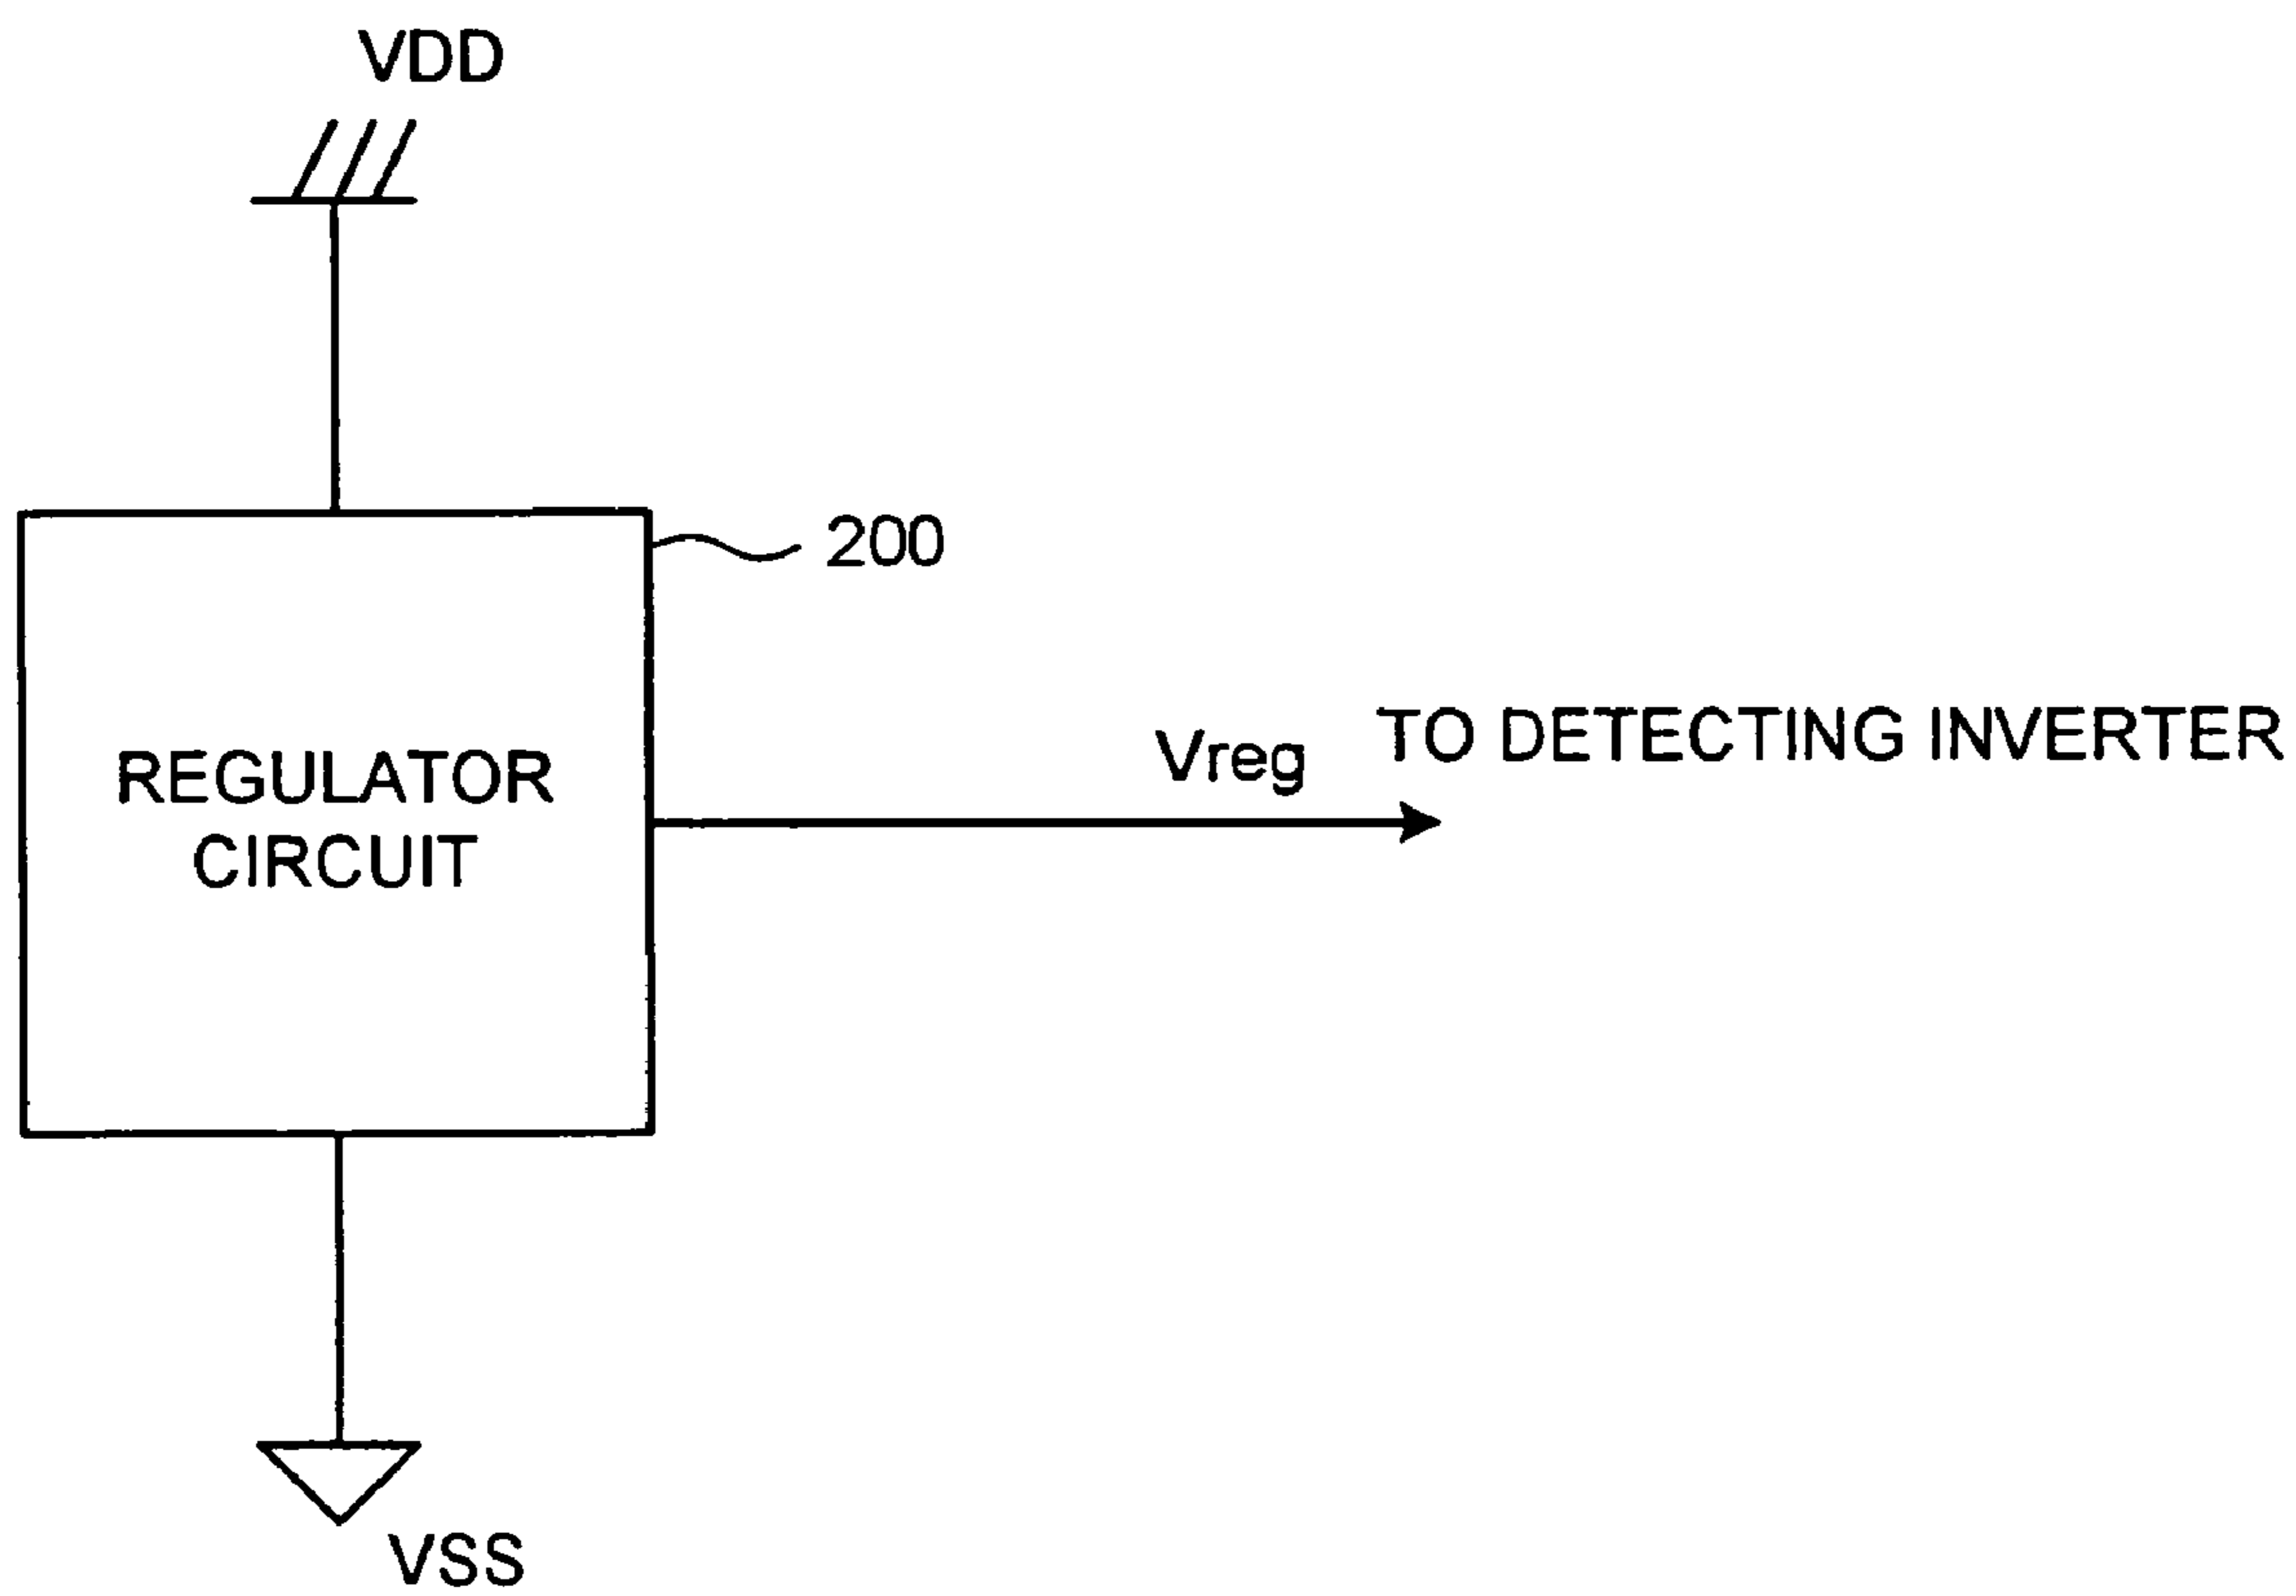 VDD
200
TO DETECTING INVERTER
Vreg
REGULATOR
CIRCUIT
VSS